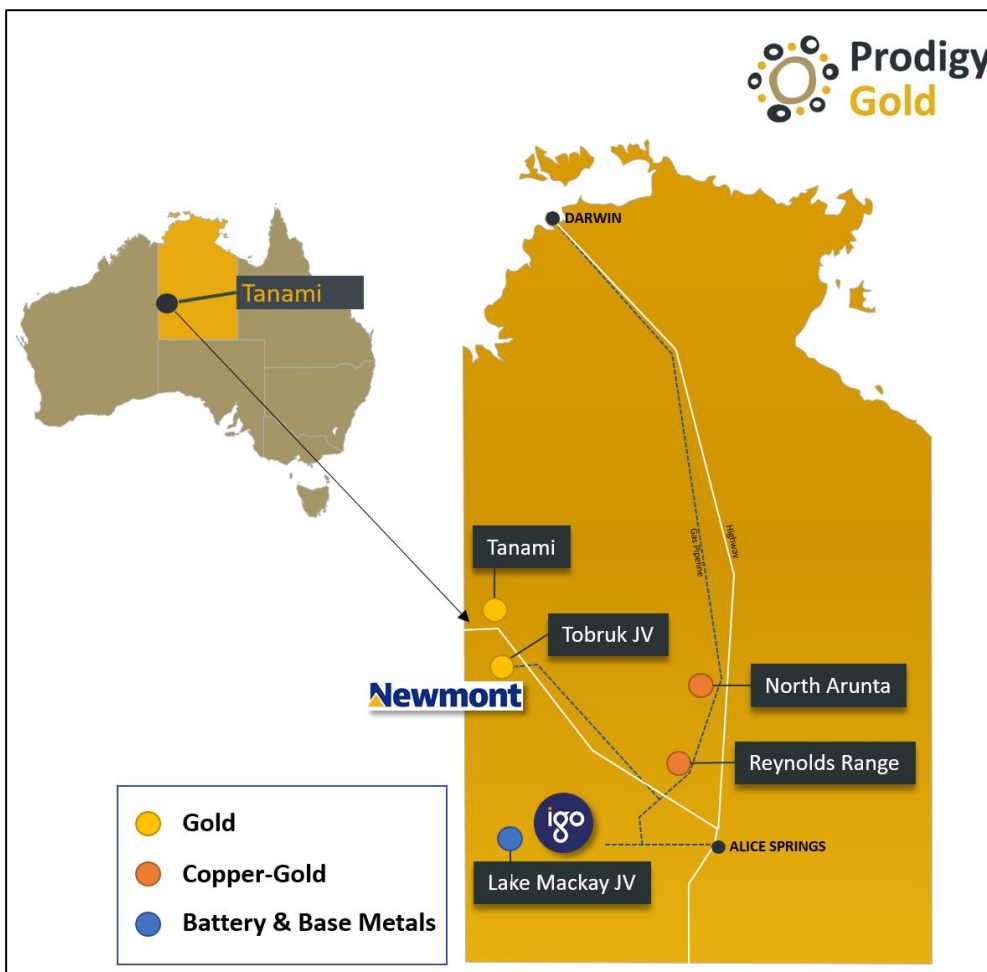 Prodigy
Gold
DARWIN
Tanami
Highway
Gas Pipeline
Tanami
Tobruk JV
Newmont
North Arunta
Reynolds Range
igo
Gold
Copper-Gold
Battery & Base Metals
ALICE SPRINGS
Lake Mackay JV